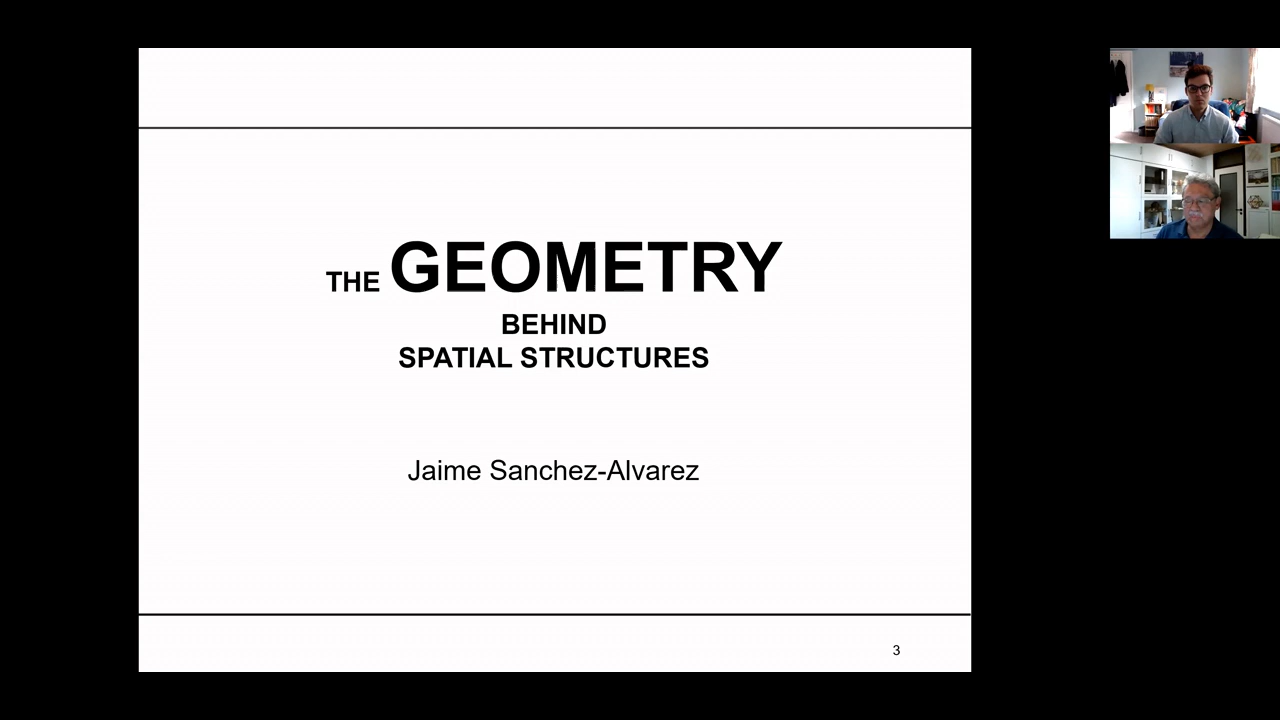 THE GEOMETRY
BEHIND
SPATIAL STRUCTURES
Jaime Sanchez-Alvarez
3